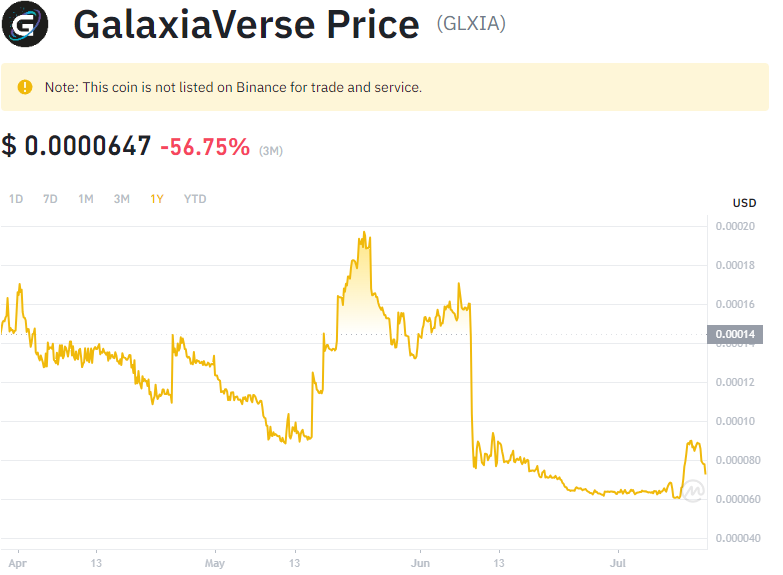 G
GalaxiaVerse Price (GLXIA)
Note: This coin is not listed on Binance for trade and service.
$ 0.0000647 -56.75% (3M)
1D 7D 1M 3M 1Y YTD
USD
0.00020
0.00018
0.00016
0.00014
0.00014
0.00012
0.00010
0.000080
0.000060
0.000040
Apr 13 May 13 Jun 13 Jul